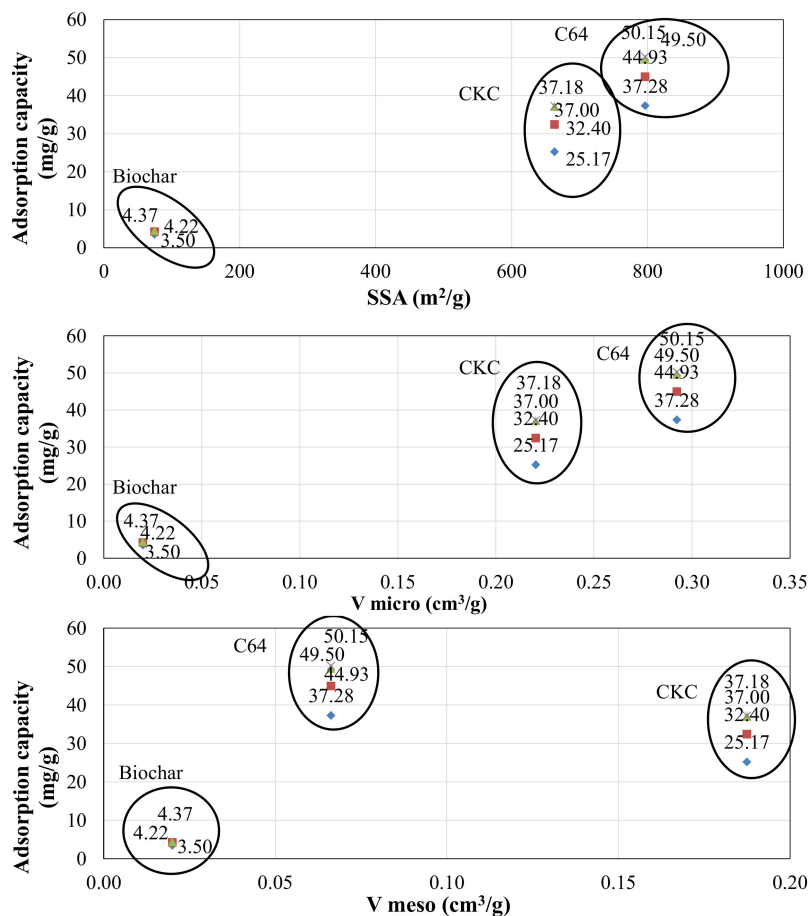 60
50
40
30
20
10
0
Adsorption capacity
(mg/g)
C64
50.15
49.50
44.93
37.28
CKC
37.18
37.00
32.40
25.17
Biochar
4.37
4.22
3.50
0 200 400 600 800 1000
SSA (m²/g)
60
50
40
30
20
10
0
Adsorption capacity
(mg/g)
C64
50.15
49.50
44.93
37.28
CKC
37.18
37.00
32.40
25.17
Biochar
4.37
4.22
3.50
0.00 0.05 0.10 0.15 0.20 0.25 0.30 0.35
V micro (cm³/g)
60
50
40
30
20
10
0
Adsorption capacity
(mg/g)
C64
50.15
49.50
44.93
37.28
CKC
37.18
37.00
32.40
25.17
Biochar
4.37
4.22
3.50
0.00 0.05 0.10 0.15 0.20
V meso (cm³/g)